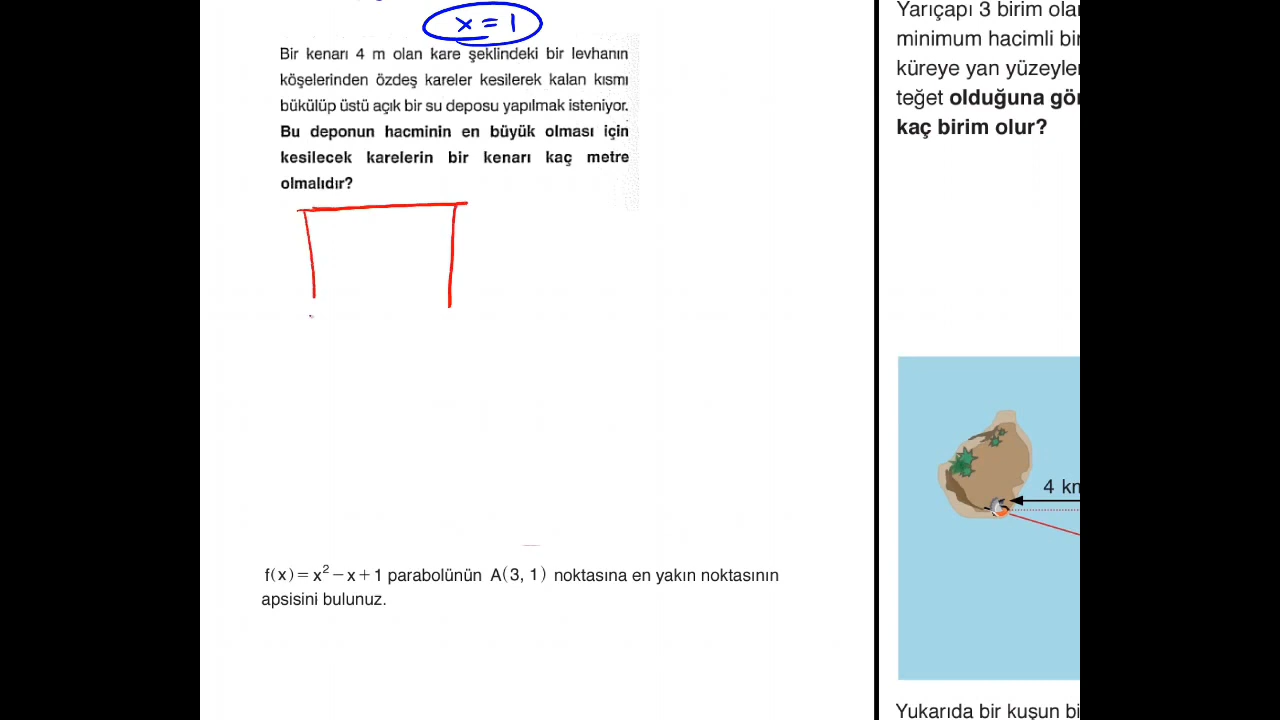 x = 1
Bir kenarı 4 m olan kare şeklindeki bir levhanın
köşelerinden özdeş kareler kesilerek kalan kısmı
bükülüp üstü açık bir su deposu yapılmak isteniyor.
Bu deponun hacminin en büyük olması için
kesilecek karelerin bir kenarı kaç metre
olmalıdır?
f(x) = x² − x + 1 parabolünün A(3, 1) noktasına en yakın noktasının
apsisini bulunuz.
Yarıçapı 3 birim olan
minimum hacimli bir
küreye yan yüzeyle
teğet olduğuna gör
kaç birim olur?
4 km
Yukarıda bir kuşun bi